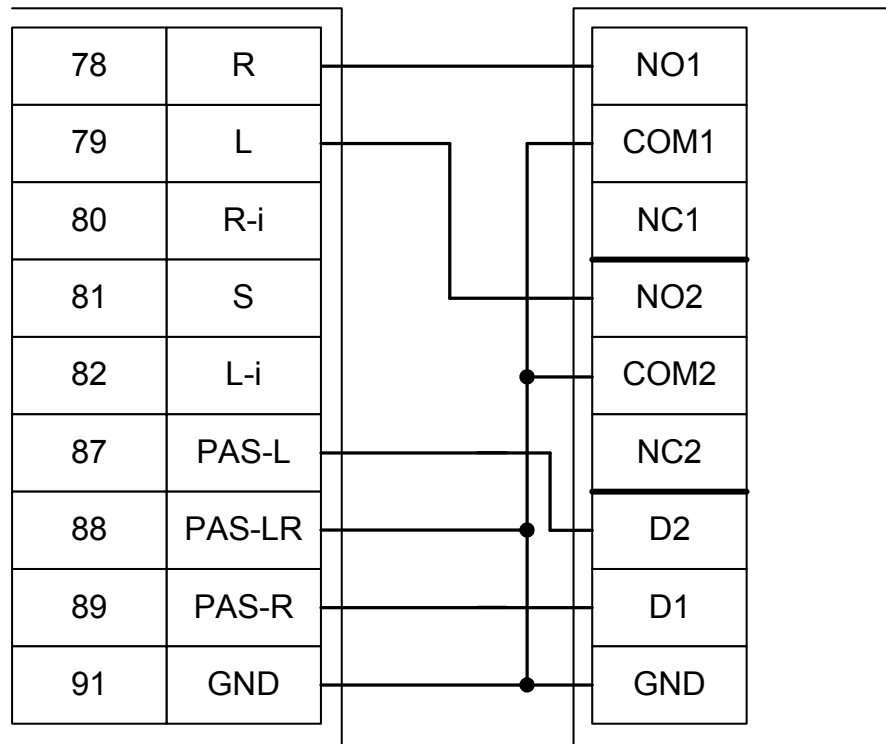 78 R NO1
79 L COM1
80 R-i NC1
81 S NO2
82 L-i COM2
87 PAS-L NC2
88 PAS-LR D2
89 PAS-R D1
91 GND GND